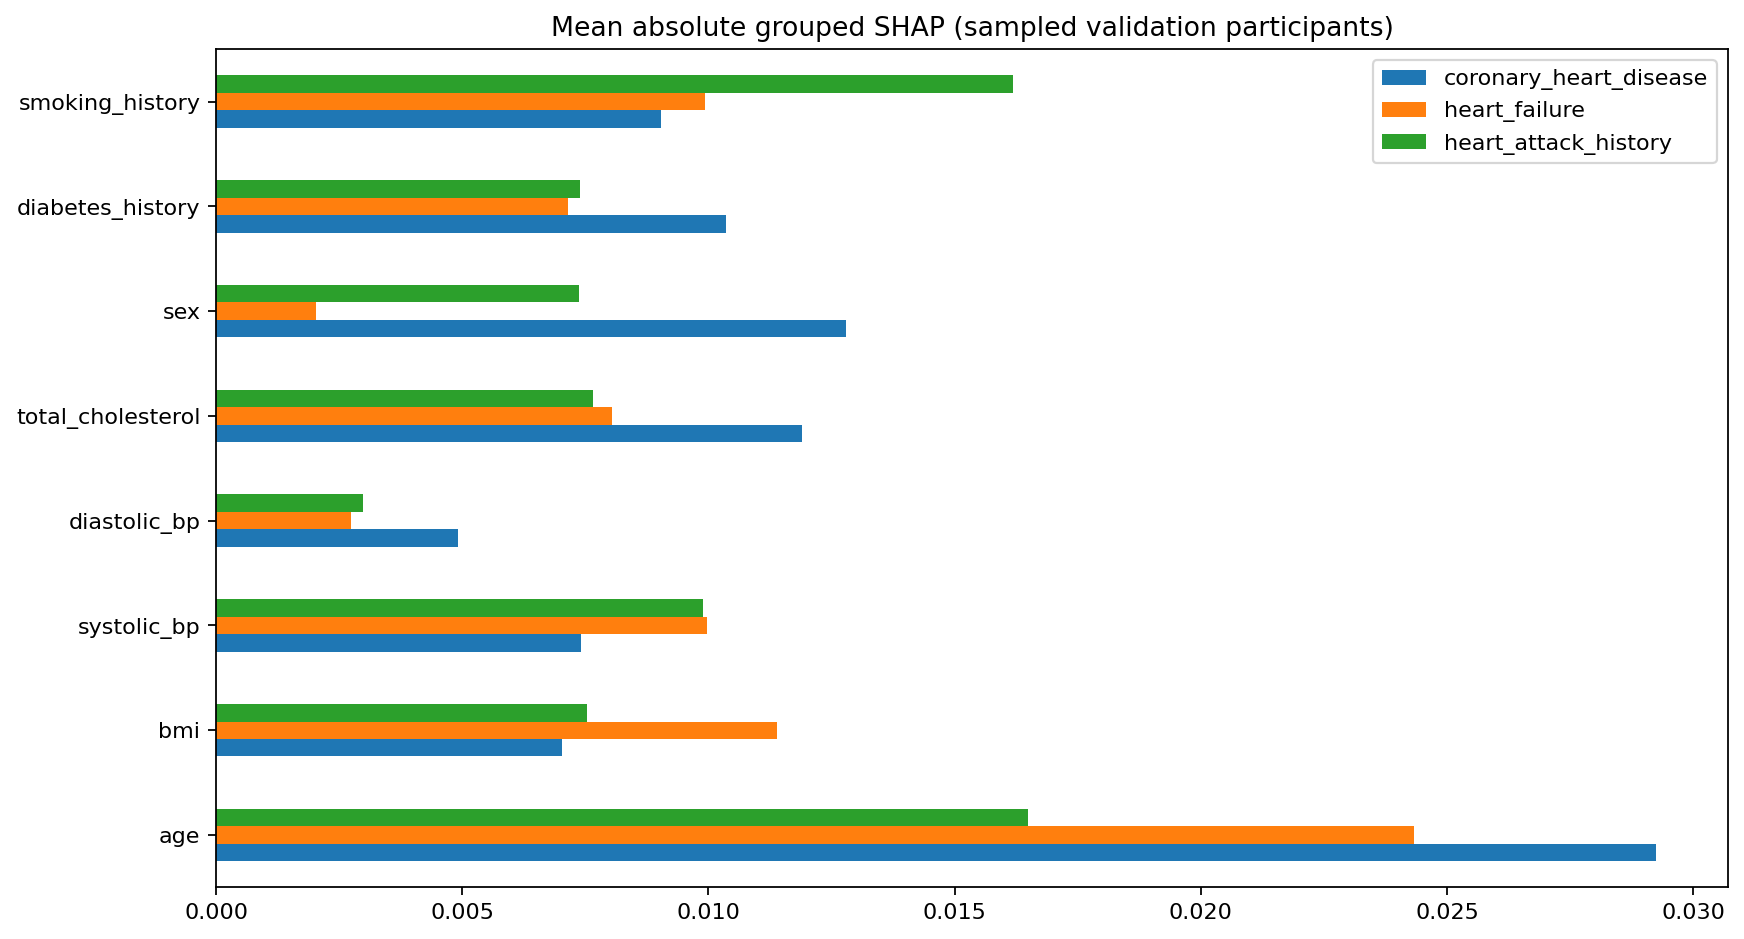 Mean absolute grouped SHAP (sampled validation participants)
coronary_heart_disease
heart_failure
heart_attack_history
smoking_history
diabetes_history
sex
total_cholesterol
diastolic_bp
systolic_bp
bmi
age
0.000 0.005 0.010 0.015 0.020 0.025 0.030